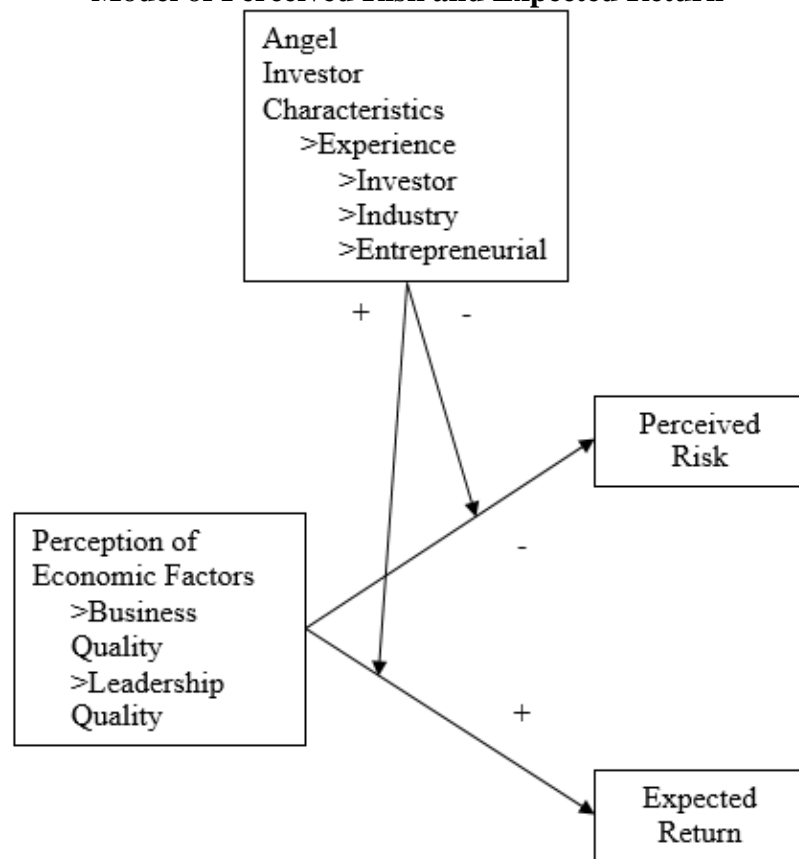 Model of Perceived Risk and Expected Return
Angel
Investor
Characteristics
>Experience
>Investor
>Industry
>Entrepreneurial
+ -
Perceived
Risk
-
Perception of
Economic Factors
>Business
Quality
>Leadership
Quality
+
Expected
Return